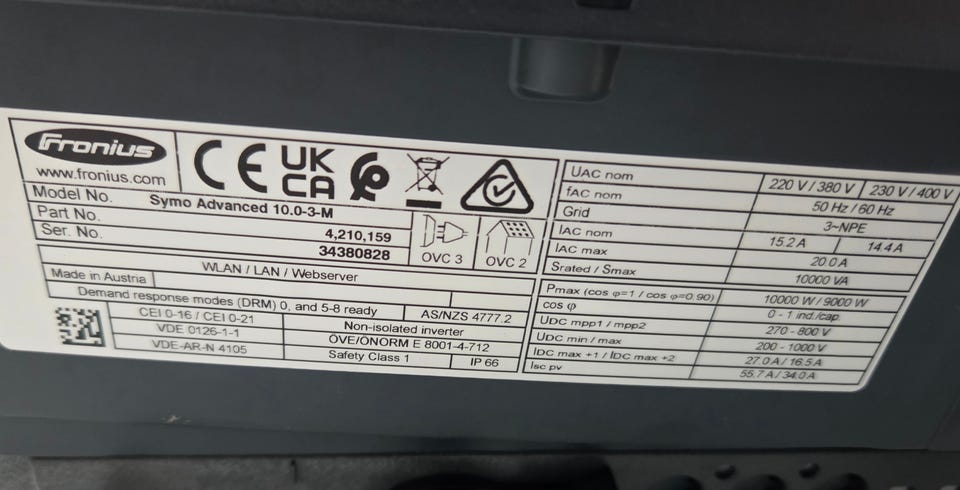 Fronius
www.fronius.com
CE UK CA
Model No. Symo Advanced 10.0-3-M
Part No. 4,210,159
Ser. No. 34380828
OVC 3 OVC 2
WLAN / LAN / Webserver
Made in Austria
Demand response modes (DRM) 0, and 5-8 ready AS/NZS 4777.2
CEI 0-16 / CEI 0-21 Non-isolated inverter
VDE 0126-1-1 ÖVE/ÖNORM E 8001-4-712
VDE-AR-N 4105 Safety Class 1 IP 66
UAC nom 220 V / 380 V 230 V / 400 V
fAC nom 50 Hz / 60 Hz
Grid 3~NPE
IAC nom 15.2 A 14.4 A
IAC max 20.0 A
Srated / Smax 10000 VA
Pmax (cos φ=1 / cos φ=0.90) 10000 W / 9000 W
cos φ 0 - 1 ind./cap.
UDC mpp1 / mpp2 270 - 800 V
UDC min / max 200 - 1000 V
IDC max +1 / IDC max +2 27.0 A / 16.5 A
Isc pv 55.7 A / 34.0 A